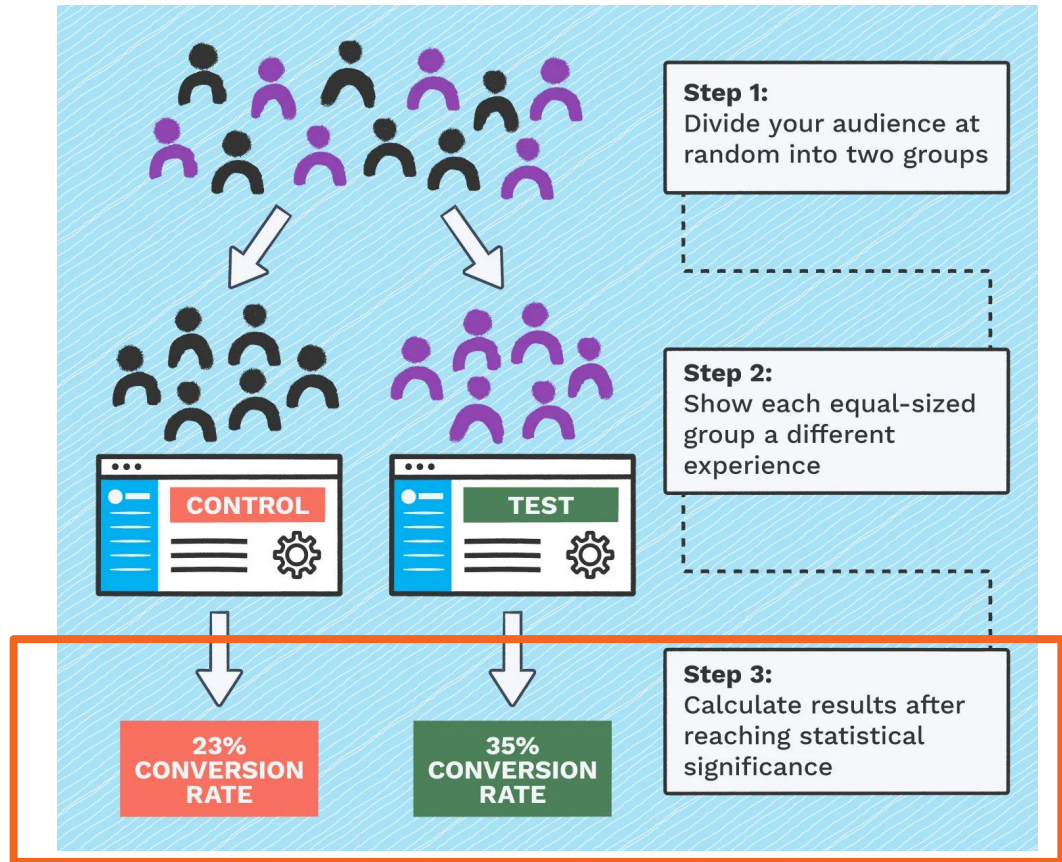 Step 1:
Divide your audience at
random into two groups
Step 2:
Show each equal-sized
group a different
experience
CONTROL
TEST
Step 3:
Calculate results after
reaching statistical
significance
23%
CONVERSION
RATE
35%
CONVERSION
RATE